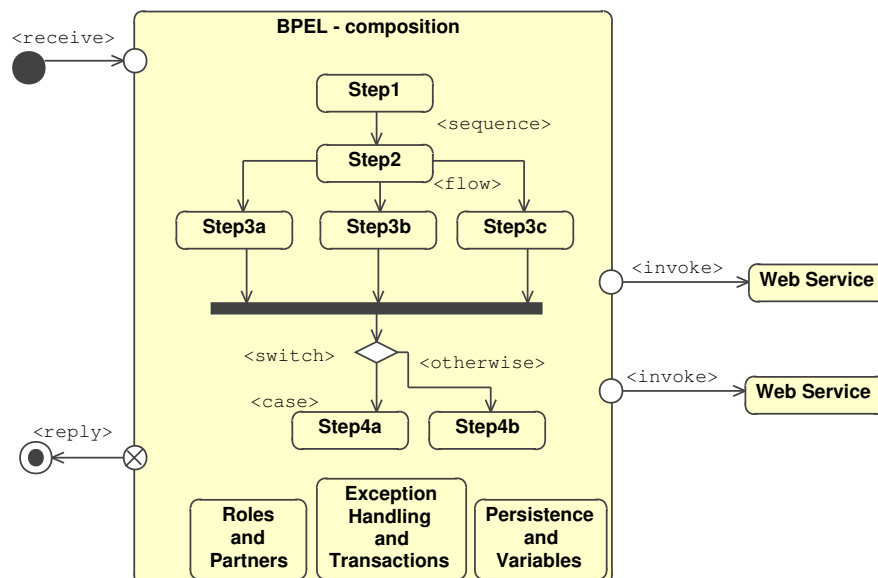 BPEL - composition
<receive>
Step1
<sequence>
Step2
<flow>
Step3a
Step3b
Step3c
<invoke>
Web Service
<switch>
<otherwise>
<invoke>
Web Service
<case>
Step4a
Step4b
<reply>
Roles
and
Partners
Exception
Handling
and
Transactions
Persistence
and
Variables